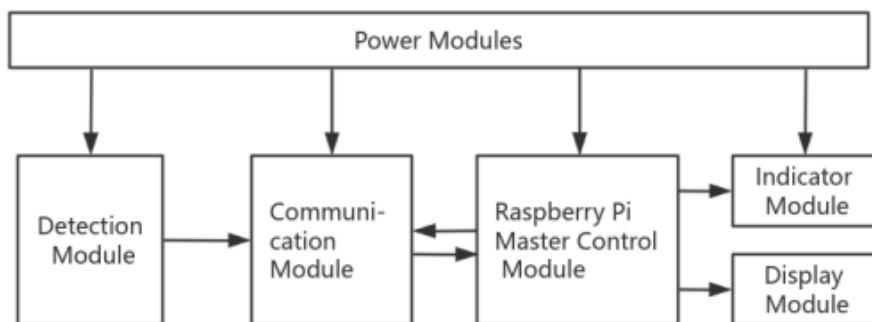 Power Modules
Detection
Module
Communi-
cation
Module
Raspberry Pi
Master Control
Module
Indicator
Module
Display
Module